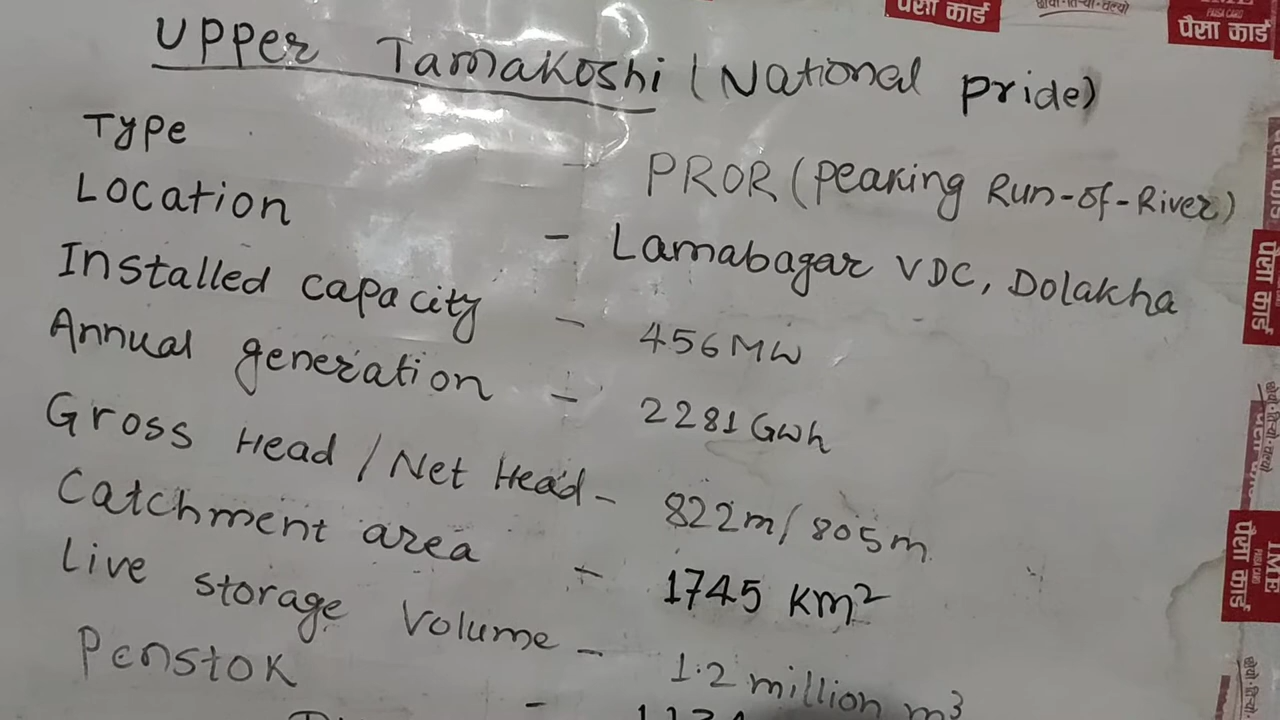 पैसा कार्ड
IME
पैसा कार्ड
Upper Tamakoshi (National Pride)
Type - PROR (Peaking Run-of-River)
Location - Lamabagar VDC, Dolakha
Installed capacity - 456MW
Annual generation - 2281 Gwh
Gross Head / Net Head - 822m / 805m
Catchment area - 1745 Km²
Live storage Volume - 1.2 million m³
Penstok -
पैसा कार्ड
IME
पैसा कार्ड